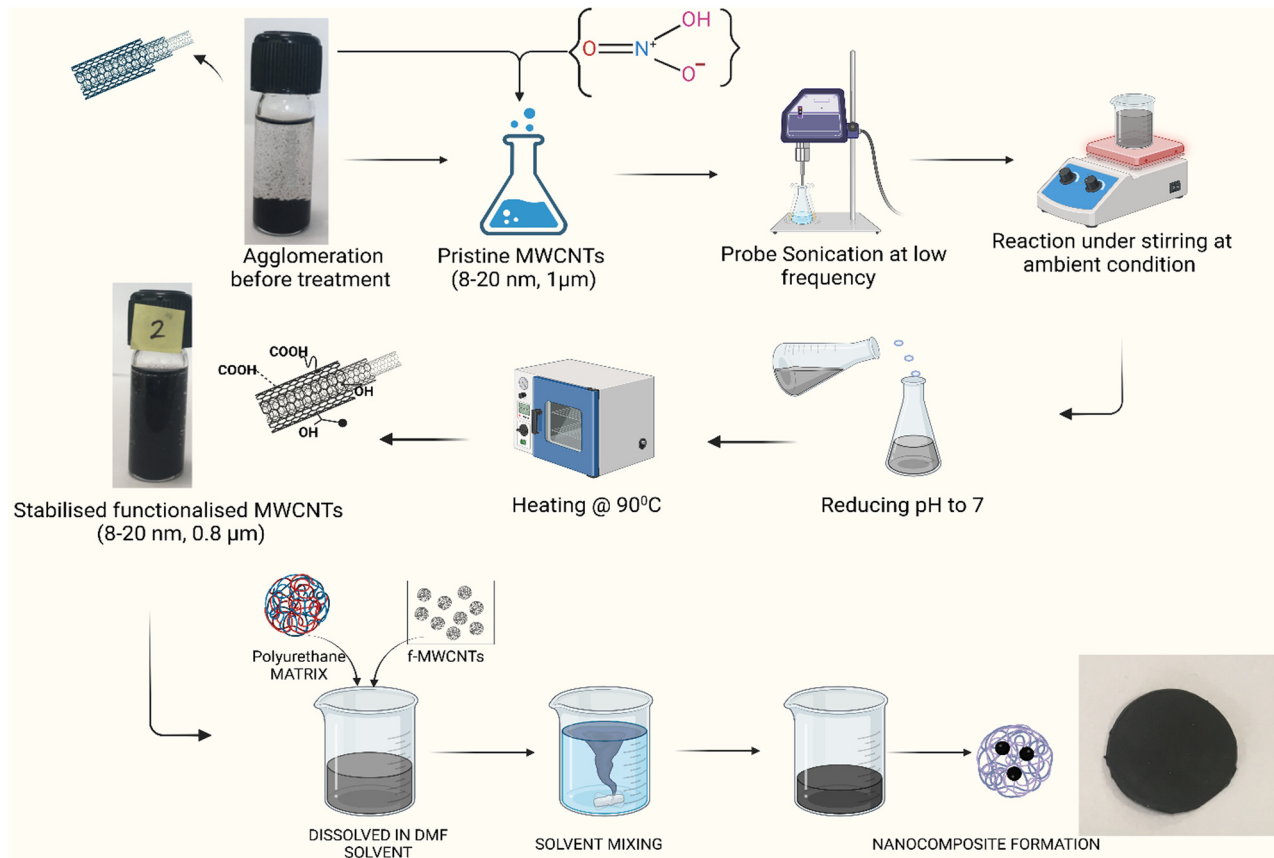 OH
O
N+
O−
Agglomeration
before treatment
Pristine MWCNTs
(8-20 nm, 1μm)
Probe Sonication at low
frequency
Reaction under stirring at
ambient condition
2
COOH
COOH
OH
OH
Stabilised functionalised MWCNTs
(8-20 nm, 0.8 μm)
Heating @ 90⁰C
Reducing pH to 7
Polyurethane
MATRIX
f-MWCNTs
DISSOLVED IN DMF
SOLVENT
SOLVENT MIXING
NANOCOMPOSITE FORMATION